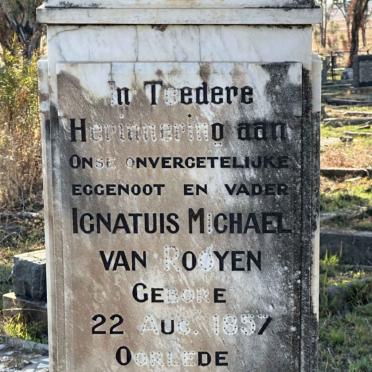 In Teedere
Herinnering aan
Onse onvergetelijke
eggenoot en vader
Ignatuis Michael
van Rooyen
Gebore
22 Aug. 1857
Oorlede